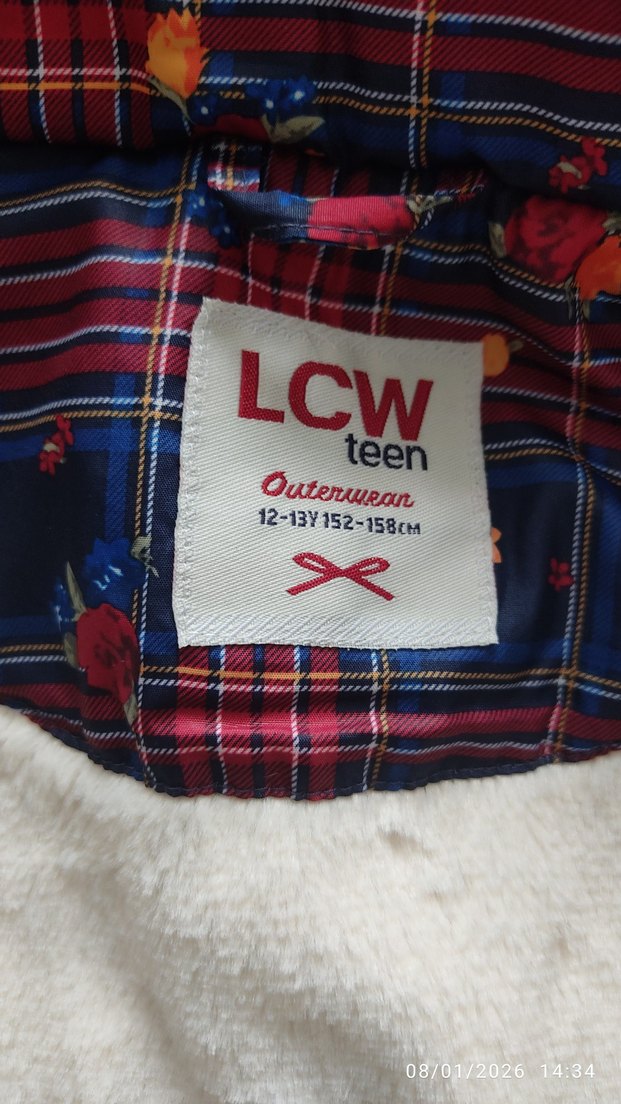 LCW
teen
Outerwear
12-13Y 152-158CM
08/01/2026 14:34